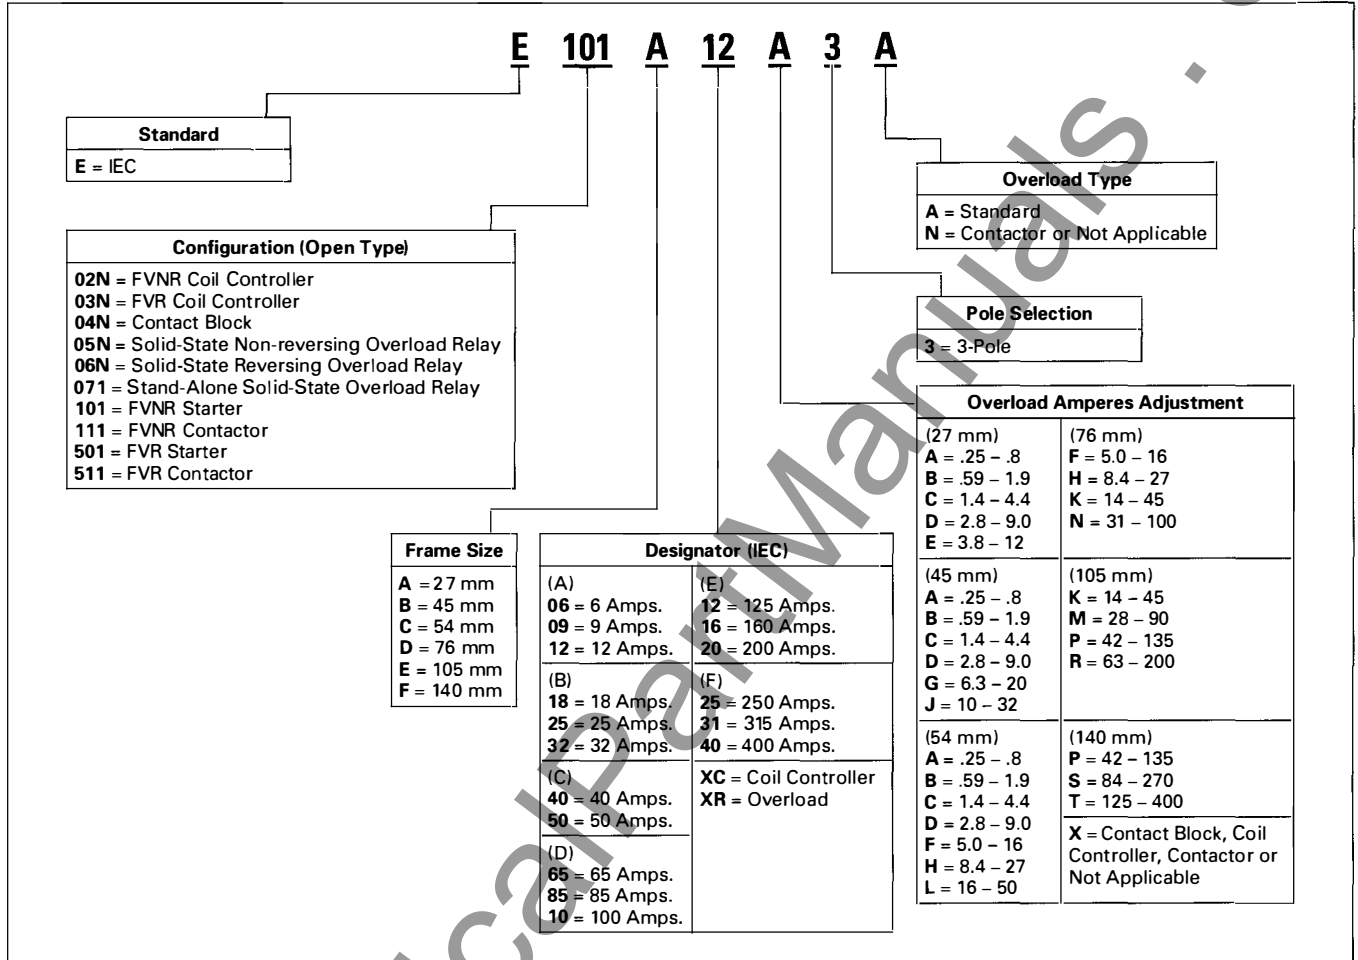 E 101 A 12 A 3 A
Standard
E = IEC
Configuration (Open Type)
02N = FVNR Coil Controller
03N = FVR Coil Controller
04N = Contact Block
05N = Solid-State Non-reversing Overload Relay
06N = Solid-State Reversing Overload Relay
071 = Stand-Alone Solid-State Overload Relay
101 = FVNR Starter
111 = FVNR Contactor
501 = FVR Starter
511 = FVR Contactor
Frame Size
A = 27 mm
B = 45 mm
C = 54 mm
D = 76 mm
E = 105 mm
F = 140 mm
Designator (IEC)
(A)
06 = 6 Amps.
09 = 9 Amps.
12 = 12 Amps.
(B)
18 = 18 Amps.
25 = 25 Amps.
32 = 32 Amps.
(C)
40 = 40 Amps.
50 = 50 Amps.
(D)
65 = 65 Amps.
85 = 85 Amps.
10 = 100 Amps.
(E)
12 = 125 Amps.
16 = 160 Amps.
20 = 200 Amps.
(F)
25 = 250 Amps.
31 = 315 Amps.
40 = 400 Amps.
XC = Coil Controller
XR = Overload
Overload Type
A = Standard
N = Contactor or Not Applicable
Pole Selection
3 = 3-Pole
Overload Amperes Adjustment
(27 mm)
A = .25 – .8
B = .59 – 1.9
C = 1.4 – 4.4
D = 2.8 – 9.0
E = 3.8 – 12
(45 mm)
A = .25 – .8
B = .59 – 1.9
C = 1.4 – 4.4
D = 2.8 – 9.0
G = 6.3 – 20
J = 10 – 32
(54 mm)
A = .25 – .8
B = .59 – 1.9
C = 1.4 – 4.4
D = 2.8 – 9.0
F = 5.0 – 16
H = 8.4 – 27
L = 16 – 50
(76 mm)
F = 5.0 – 16
H = 8.4 – 27
K = 14 – 45
N = 31 – 100
(105 mm)
K = 14 – 45
M = 28 – 90
P = 42 – 135
R = 63 – 200
(140 mm)
P = 42 – 135
S = 84 – 270
T = 125 – 400
X = Contact Block, Coil
Controller, Contactor or
Not Applicable
calPartManuals .